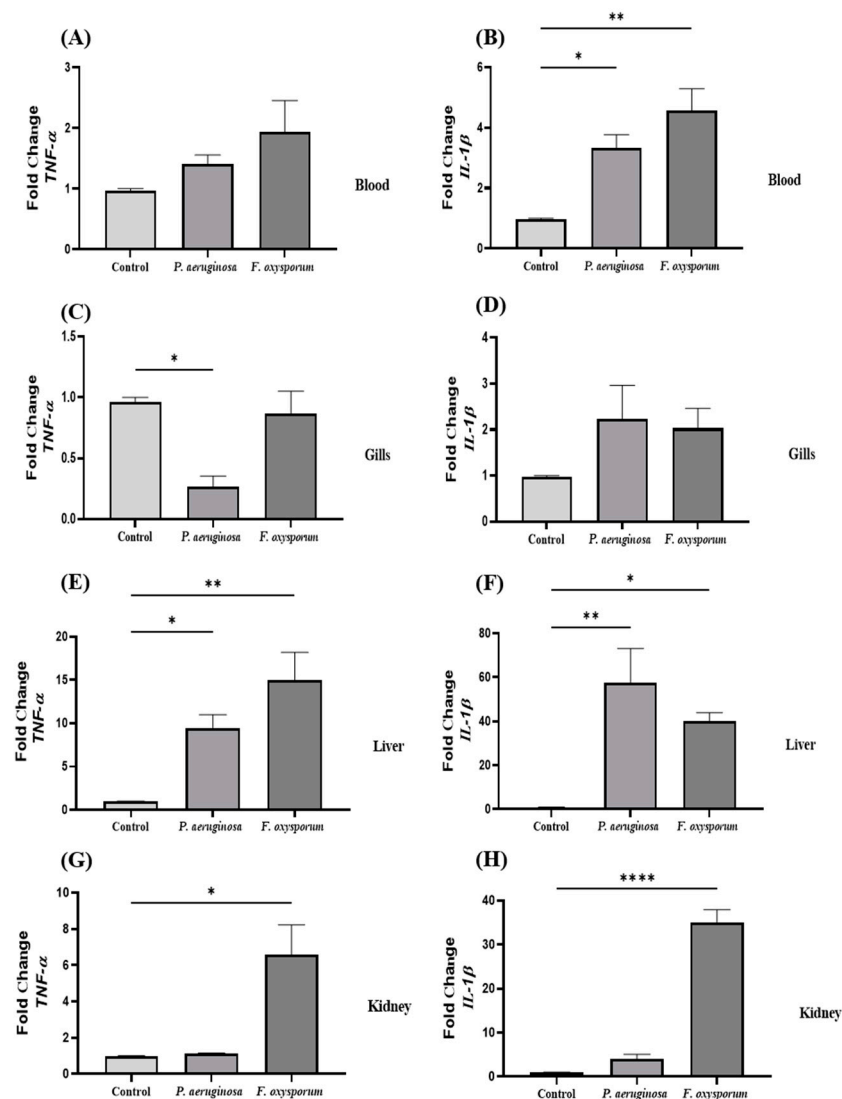 (A)
Fold Change
TNF-α
3
2
1
0
Control P. aeruginosa F. oxysporum
Blood
(B)
Fold Change
IL-1β
6
4
2
0
**
*
Control P. aeruginosa F. oxysporum
Blood
(C)
Fold Change
TNF-α
1.5
1.0
0.5
0.0
*
Control P. aeruginosa F. oxysporum
Gills
(D)
Fold Change
IL-1β
4
3
2
1
0
Control P. aeruginosa F. oxysporum
Gills
(E)
Fold Change
TNF-α
20
15
10
5
0
**
*
Control P. aeruginosa F. oxysporum
Liver
(F)
Fold Change
IL-1β
80
60
40
20
0
*
**
Control P. aeruginosa F. oxysporum
Liver
(G)
Fold Change
TNF-α
10
8
6
4
2
0
*
Control P. aeruginosa F. oxysporum
Kidney
(H)
Fold Change
IL-1β
40
30
20
10
0
****
Control P. aeruginosa F. oxysporum
Kidney